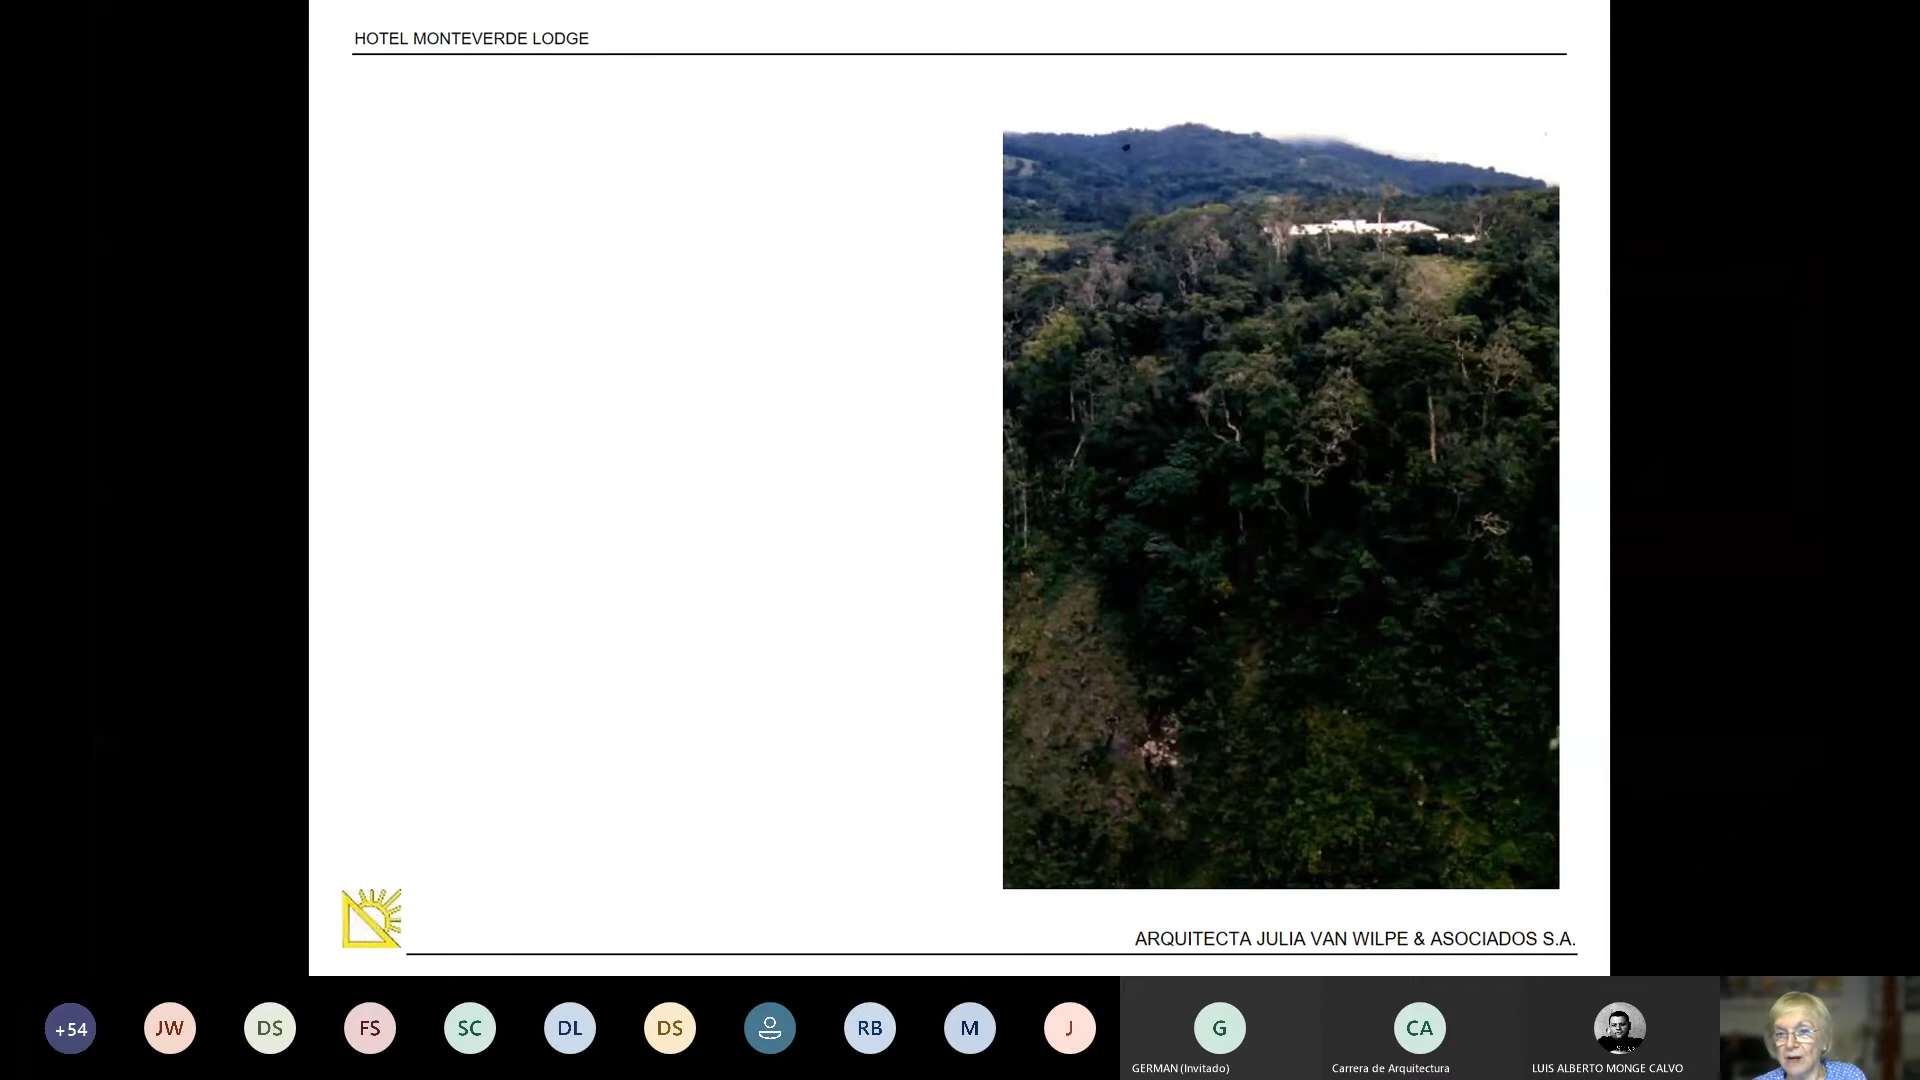 HOTEL MONTEVERDE LODGE
ARQUITECTA JULIA VAN WILPE & ASOCIADOS S.A.
+54
JW
DS
FS
SC
DL
DS
RB
M
J
G
CA
GERMAN (Invitado)
Carrera de Arquitectura
LUIS ALBERTO MONGE CALVO